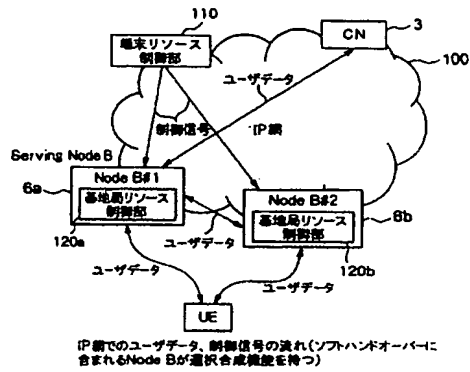 110
端末リソース
制御部
CN
3
100
ユーザデータ
制御信号
IP網
Serving Node B
6a
Node B#1
基地局リソース
制御部
120a
Node B#2
基地局リソース
制御部
6b
120b
ユーザデータ
ユーザデータ
ユーザデータ
UE
IP網でのユーザデータ、制御信号の流れ(ソフトハンドオーバーに
含まれるNode Bが選択合成機能を持つ)